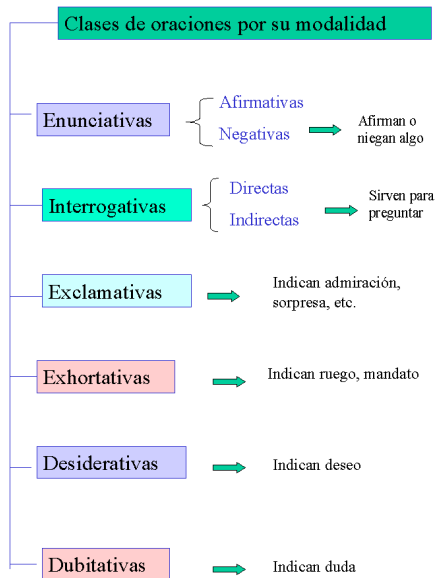 Clases de oraciones por su modalidad
Enunciativas
Afirmativas
Negativas
Afirman o
niegan algo
Interrogativas
Directas
Indirectas
Sirven para
preguntar
Exclamativas
Indican admiración,
sorpresa, etc.
Exhortativas
Indican ruego, mandato
Desiderativas
Indican deseo
Dubitativas
Indican duda